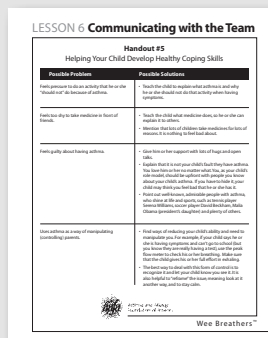 LESSON 6 Communicating with the Team
Handout #5
Helping Your Child Develop Healthy Coping Skills
Possible Problem
Possible Solutions
Feels pressure to do an activity that he or she
"should not" do because of asthma.
• Teach the child to explain what asthma is and why
he or she should not do that activity when having
symptoms.
Feels too shy to take medicine in front of
friends.
• Teach the child what the medicine does, so he or she can
explain it to others.
• Mention that lots of children take medicines for lots of
reasons. It is nothing to feel bad about.
Feels guilty about having asthma.
• Give him or her support with lots of hugs and open
talks.
• Explain that it is not your child's fault they have asthma.
You love him or her no matter what. You, as your child's
role model, should be upfront with people you know
about your child's asthma. If you have to hide it, your
child may think you feel bad that he or she has it.
• Point out well-known, admirable people with asthma,
who shine at life and sports, such as tennis player
Serena Williams, soccer player David Beckham, Malia
Obama (president's daughter) and plenty of others.
Uses asthma as a way of manipulating
(controlling) parents.
• Find ways of reducing your child's ability and need to
manipulate you. For example, if your child says he or
she is having symptoms and can't go to school (but
you know they are really having a test), use the peak
flow meter to check his or her breathing. Make sure
that the child gives his or her full effort in exhaling.
• The best way to deal with this form of control is to
recognize it and let your child know you see it. It is
also helpful to "reframe" the issue, meaning look at it
another way, and to stay calm.
Wee Breathers™